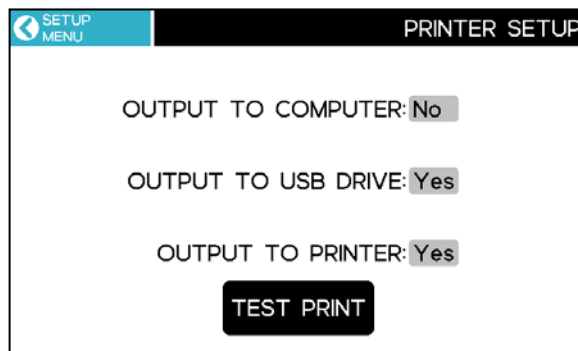 SETUP
MENU
PRINTER SETUP
OUTPUT TO COMPUTER: No
OUTPUT TO USB DRIVE: Yes
OUTPUT TO PRINTER: Yes
TEST PRINT